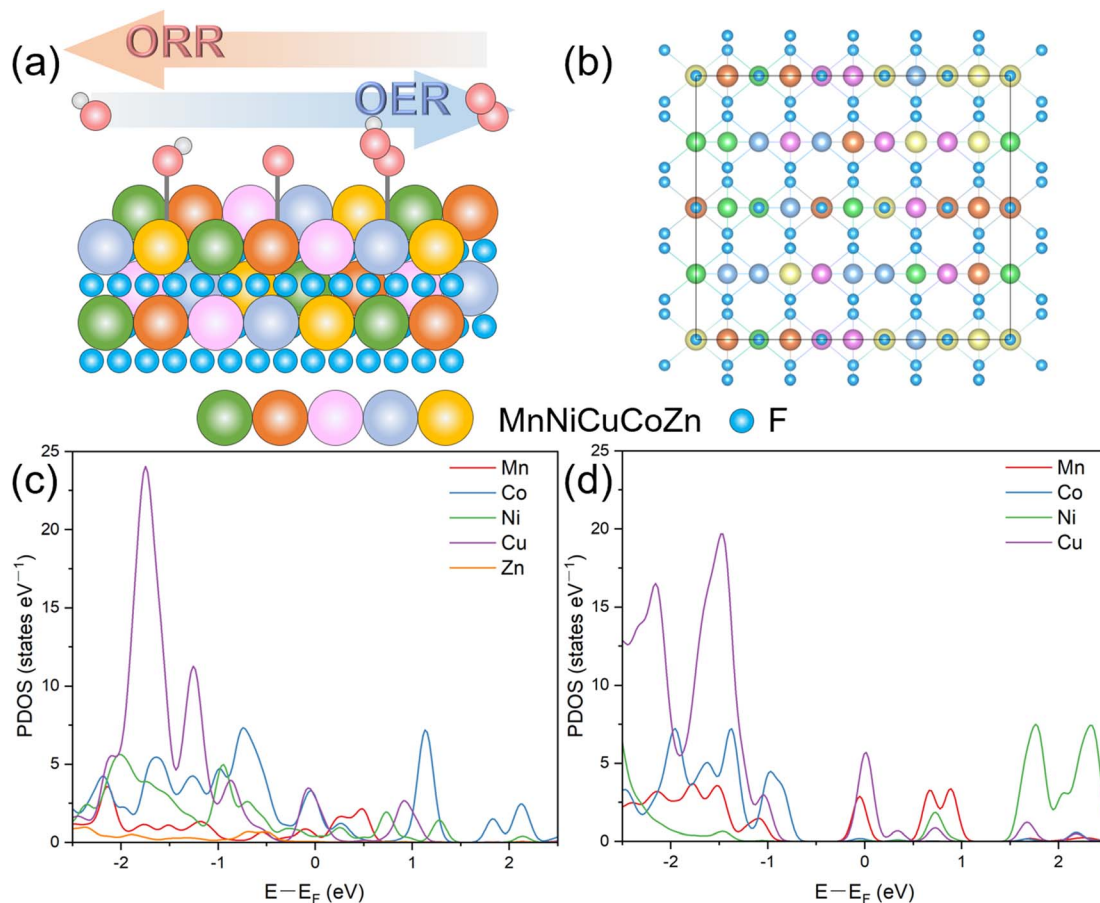 (a)
ORR
OER
(b)
MnNiCuCoZn
F
(c)
25
20
15
10
5
0
PDOS (states eV⁻¹)
Mn
Co
Ni
Cu
Zn
-2
-1
0
1
2
E－E_F (eV)
(d)
25
20
15
10
5
0
PDOS (states eV⁻¹)
Mn
Co
Ni
Cu
-2
-1
0
1
2
E－E_F (eV)